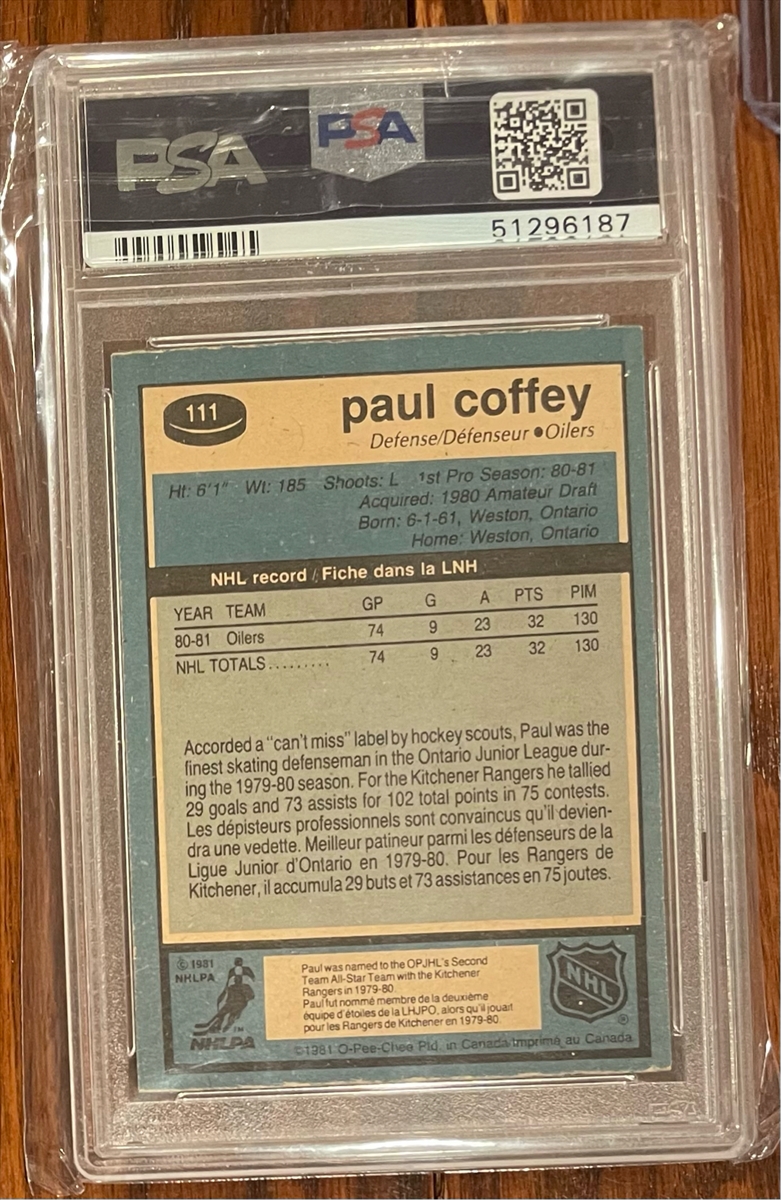 PSA
PSA
51296187
111
paul coffey
Defense/Défenseur ● Oilers
Ht: 6'1" Wt: 185 Shoots: L 1st Pro Season: 80-81
Acquired: 1980 Amateur Draft
Born: 6-1-61, Weston, Ontario
Home: Weston, Ontario
NHL record / Fiche dans la LNH
YEAR TEAM GP G A PTS PIM
80-81 Oilers 74 9 23 32 130
NHL TOTALS......... 74 9 23 32 130
Accorded a "can't miss" label by hockey scouts, Paul was the
finest skating defenseman in the Ontario Junior League dur-
ing the 1979-80 season. For the Kitchener Rangers he tallied
29 goals and 73 assists for 102 total points in 75 contests.
Les dépisteurs professionnels sont convaincus qu'il devien-
dra une vedette. Meilleur patineur parmi les défenseurs de la
Ligue Junior d'Ontario en 1979-80. Pour les Rangers de
Kitchener, il accumula 29 buts et 73 assistances en 75 joutes.
© 1981
NHLPA
TM
NHLPA
Paul was named to the OPJHL's Second
Team All-Star Team with the Kitchener
Rangers in 1979-80.
Paul fut nommé membre de la deuxième
équipe d'étoiles de la LHJPO, alors qu'il jouait
pour les Rangers de Kitchener en 1979-80.
NHL
®
©1981 O-Pee-Chee Ptd. in Canada/Imprimé au Canada
PSA